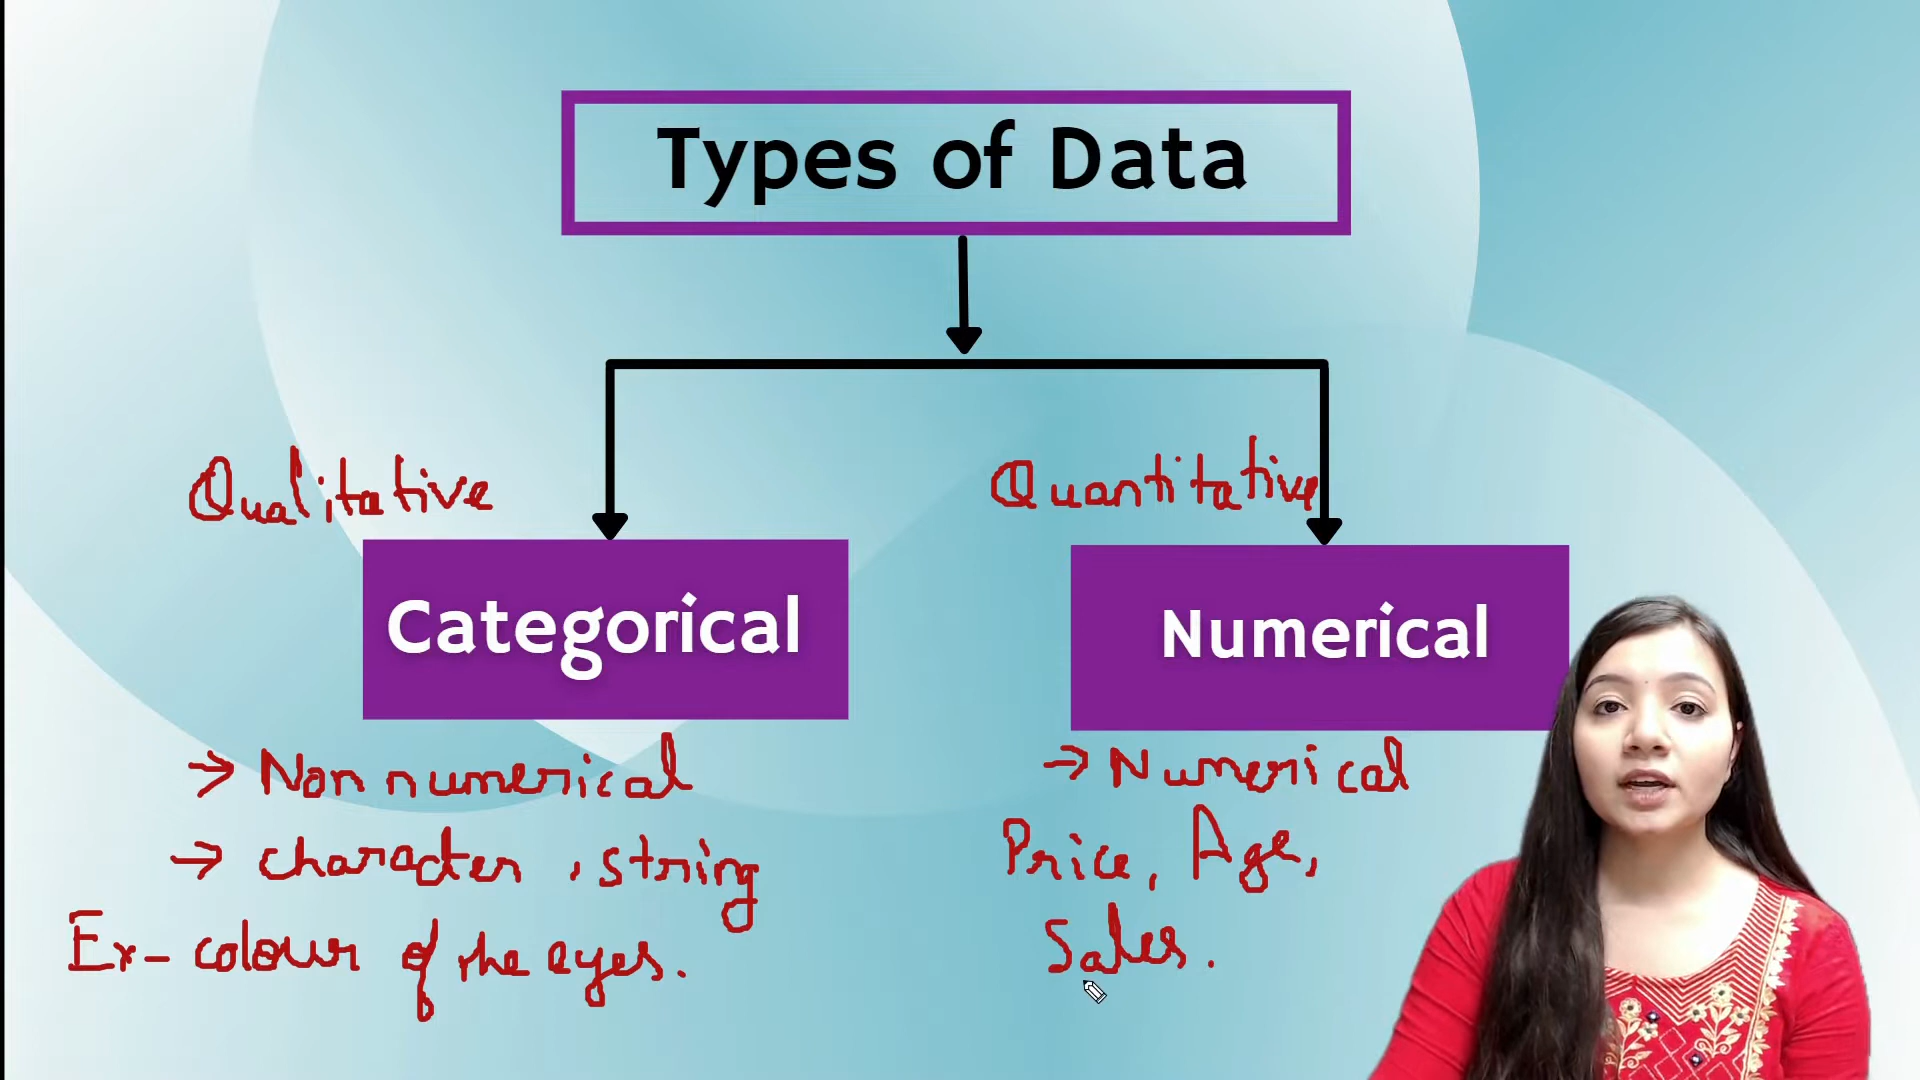 Types of Data
Qualitative
Quantitative
Categorical
Numerical
→ Non numerical
→ character, string
Ex- colour of the eyes.
→ Numerical
Price, Age,
Sales.